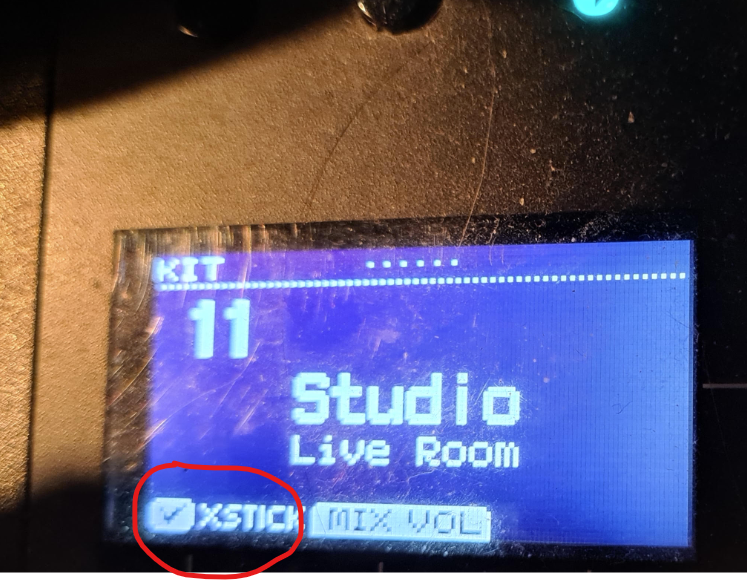 KIT
11
Studio
Live Room
XSTICK MIX VOL